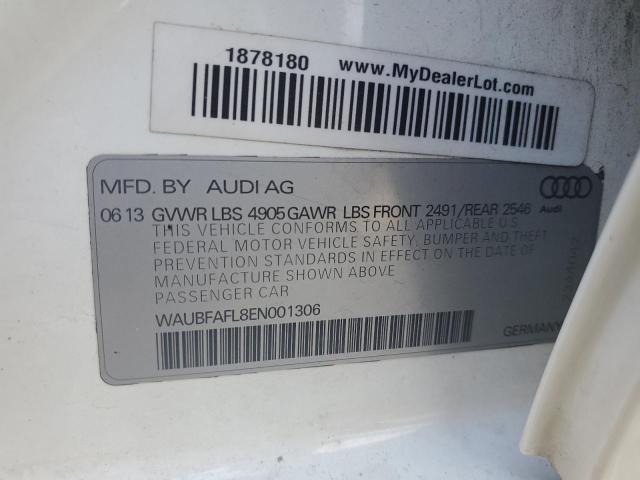 1878180 www.MyDealerLot.com
MFD. BY AUDI AG
06 13 GVWR LBS 4905 GAWR LBS FRONT 2491/REAR 2546 Audi
THIS VEHICLE CONFORMS TO ALL APPLICABLE U.S
FEDERAL MOTOR VEHICLE SAFETY, BUMPER AND THEFT
PREVENTION STANDARDS IN EFFECT ON THE DATE OF
MANUFACTURE SHOWN ABOVE
PASSENGER CAR
WAUBFAFL8EN001306
GERMANY